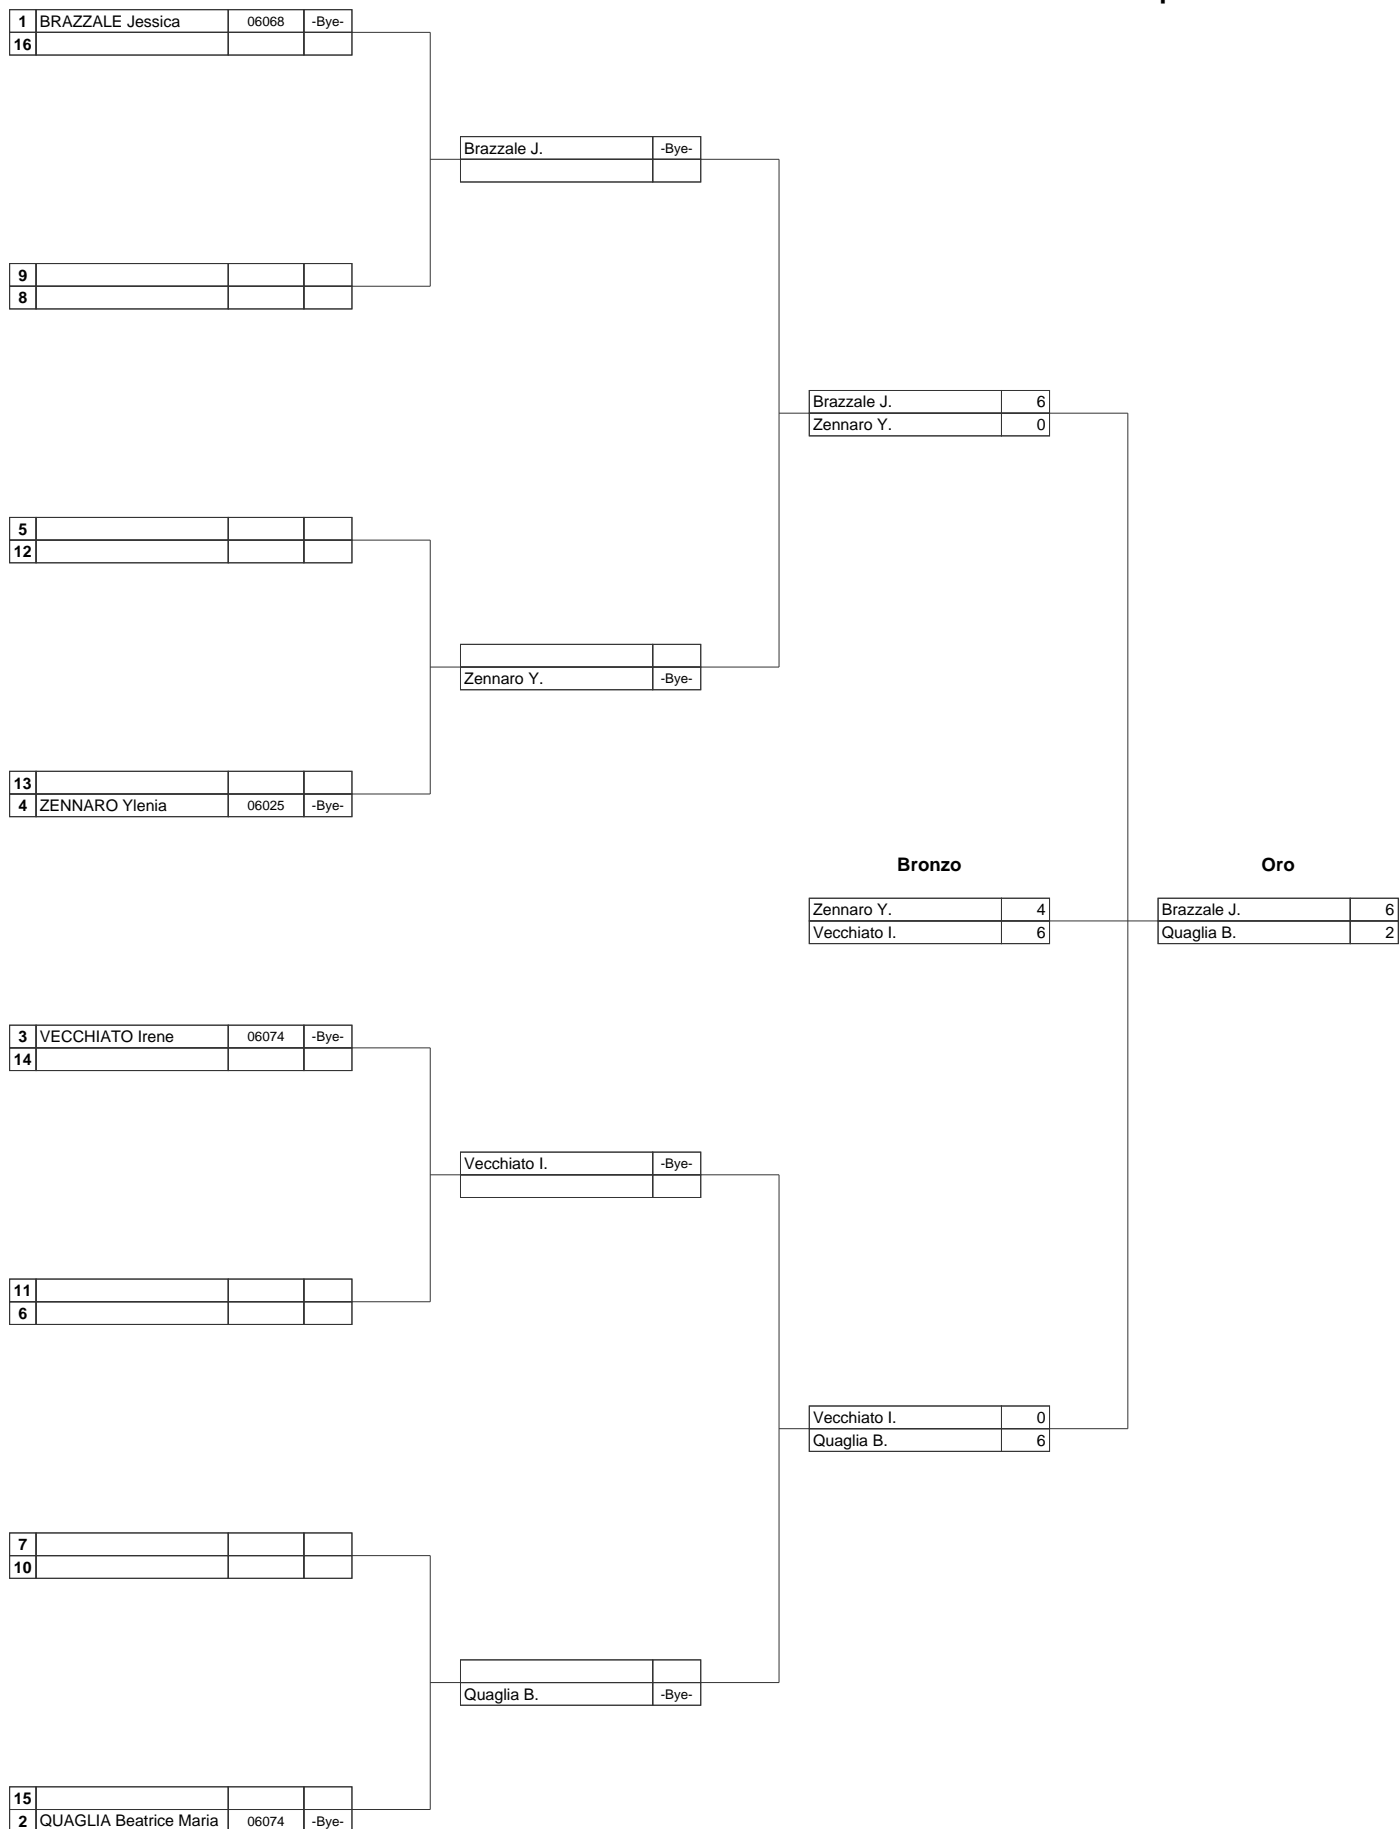 1 BRAZZALE Jessica 06068 -Bye-
16
Brazzale J. -Bye-
9
8
Brazzale J. 6
Zennaro Y. 0
5
12
Zennaro Y. -Bye-
13
4 ZENNARO Ylenia 06025 -Bye-
Bronzo Oro
Zennaro Y. 4 Brazzale J. 6
Vecchiato I. 6 Quaglia B. 2
3 VECCHIATO Irene 06074 -Bye-
14
Vecchiato I. -Bye-
11
6
Vecchiato I. 0
Quaglia B. 6
7
10
Quaglia B. -Bye-
15
2 QUAGLIA Beatrice Maria 06074 -Bye-